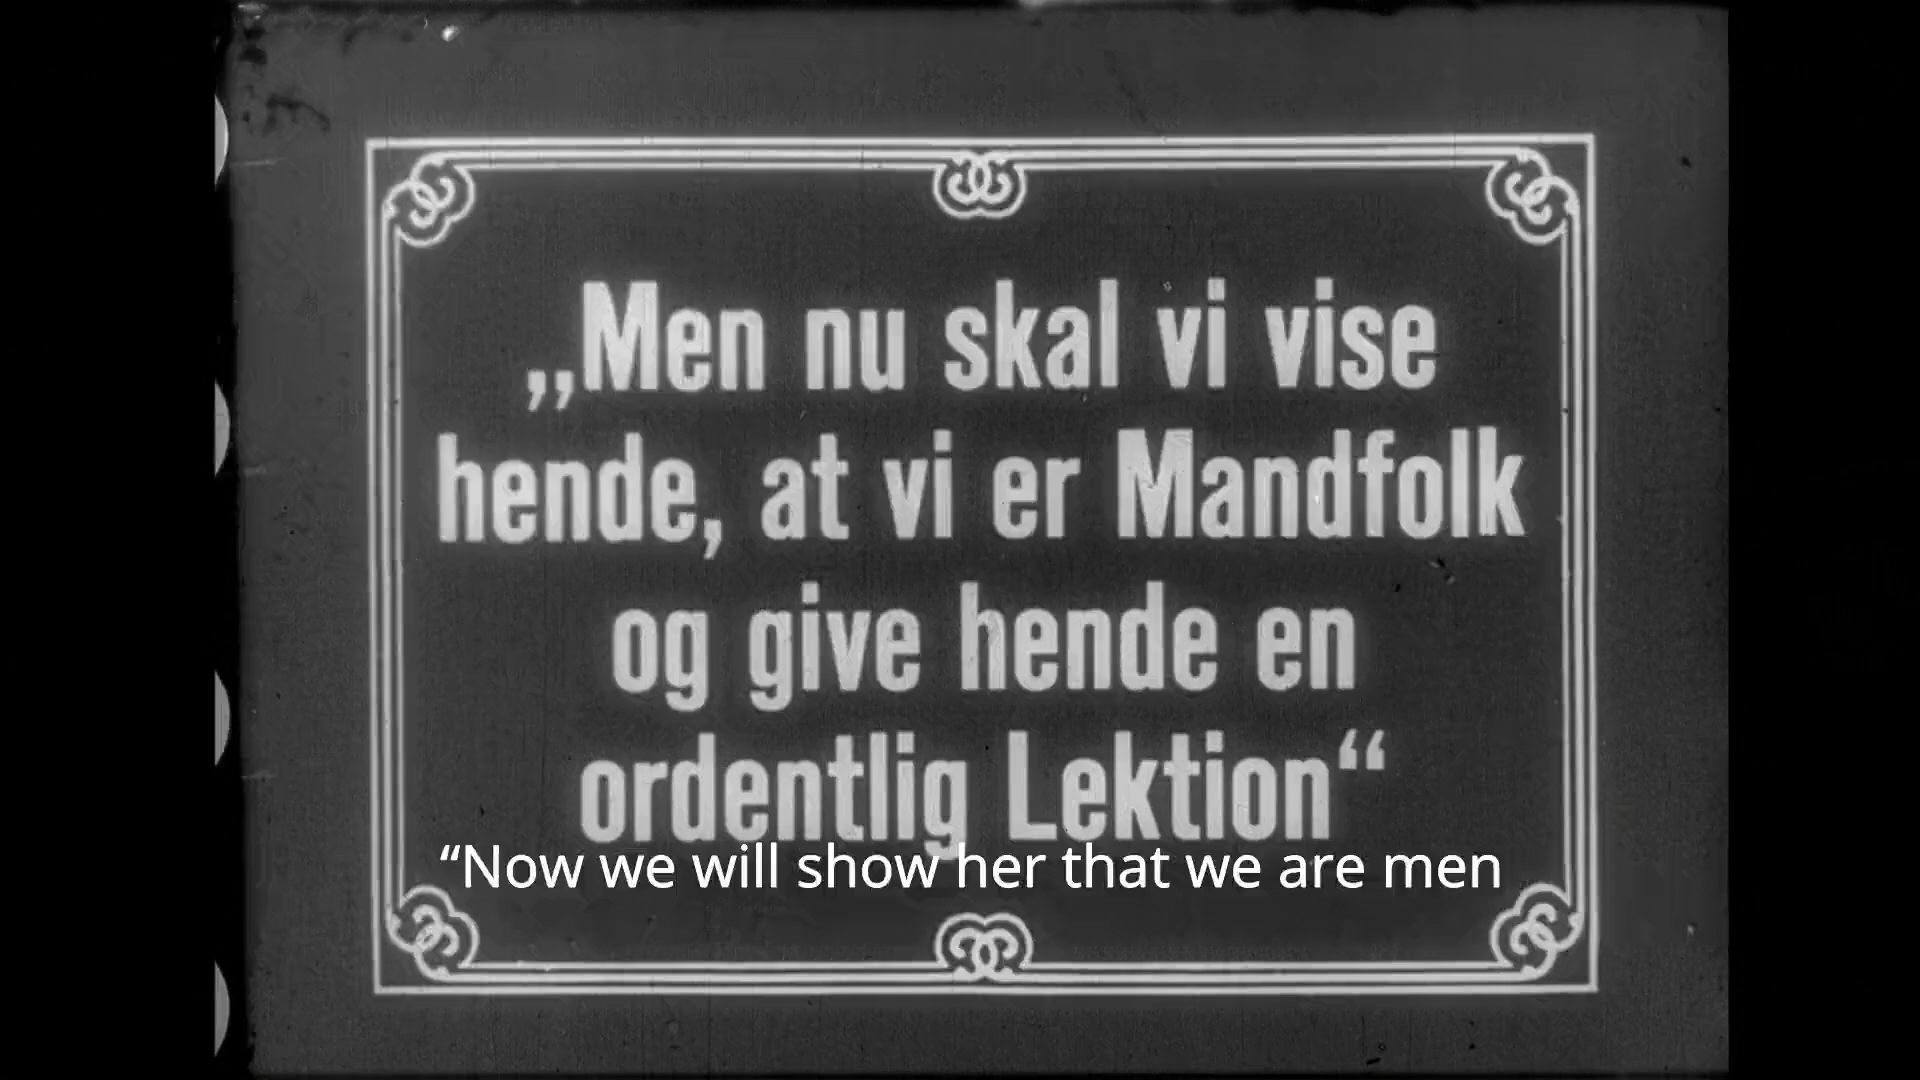 „Men nu skal vi vise
hende, at vi er Mandfolk
og give hende en
ordentlig Lektion“
“Now we will show her that we are men